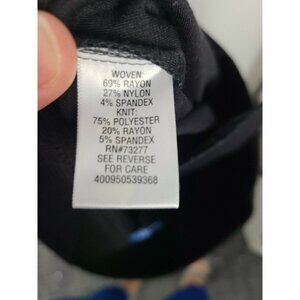 WOVEN:
69% RAYON
27% NYLON
4% SPANDEX
KNIT:
75% POLYESTER
20% RAYON
5% SPANDEX
RN#73277
SEE REVERSE
FOR CARE
400950539368